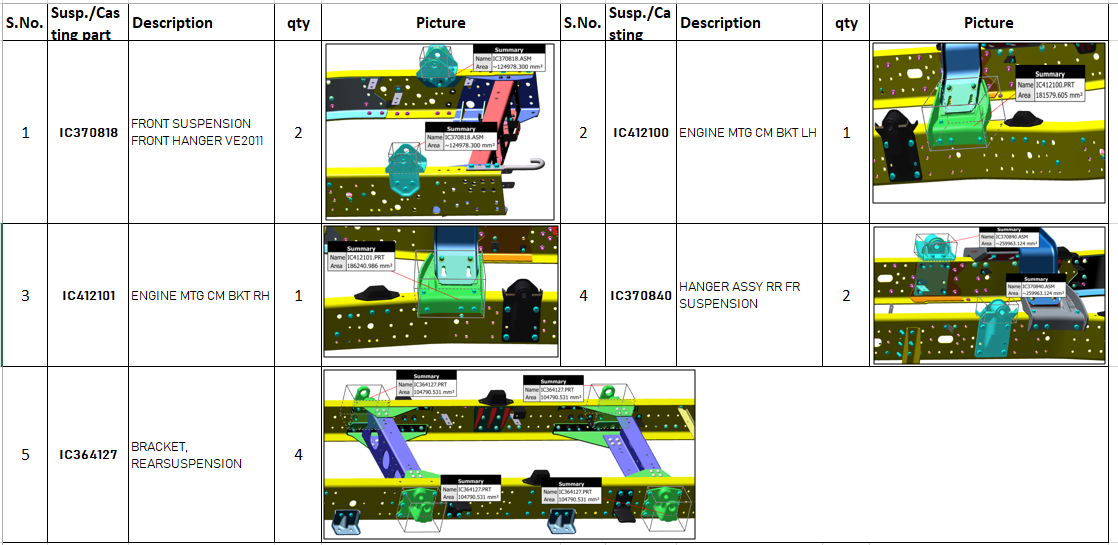 S.No. Susp./Cas Description qty Picture S.No. Susp./Ca Description qty Picture
ting part sting
1 IC370818 FRONT SUSPENSION 2
FRONT HANGER VE2011
Summary
Name IC370818.ASM
Area ~124978.300 mm²
Summary
Name IC370818.ASM
Area ~124978.300 mm²
2 IC412100 ENGINE MTG CM BKT LH 1
Summary
Name IC412100.PRT
Area 181579.605 mm²
3 IC412101 ENGINE MTG CM BKT RH 1
Summary
Name IC412101.PRT
Area 186240.986 mm²
4 IC370840 HANGER ASSY RR FR 2
SUSPENSION
Summary
Name IC370840.ASM
Area ~259963.124 mm²
Summary
Name IC370840.ASM
Area ~259963.124 mm²
5 IC364127 BRACKET, 4
REARSUSPENSION
Summary
Name IC364127.PRT
Area 104790.531 mm²
Summary
Name IC364127.PRT
Area 104790.531 mm²
Summary
Name IC364127.PRT
Area 104790.531 mm²
Summary
Name IC364127.PRT
Area 104790.531 mm²